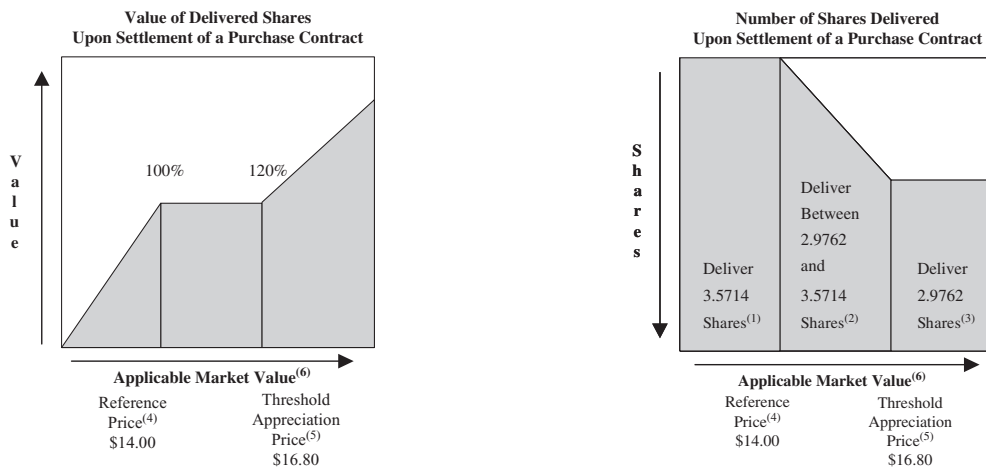 Value of Delivered Shares
Upon Settlement of a Purchase Contract
Value
100%
120%
Applicable Market Value(6)
Reference
Price(4)
$14.00
Threshold
Appreciation
Price(5)
$16.80
Number of Shares Delivered
Upon Settlement of a Purchase Contract
Shares
Deliver
3.5714
Shares(1)
Deliver
Between
2.9762
and
3.5714
Shares(2)
Deliver
2.9762
Shares(3)
Applicable Market Value(6)
Reference
Price(4)
$14.00
Threshold
Appreciation
Price(5)
$16.80